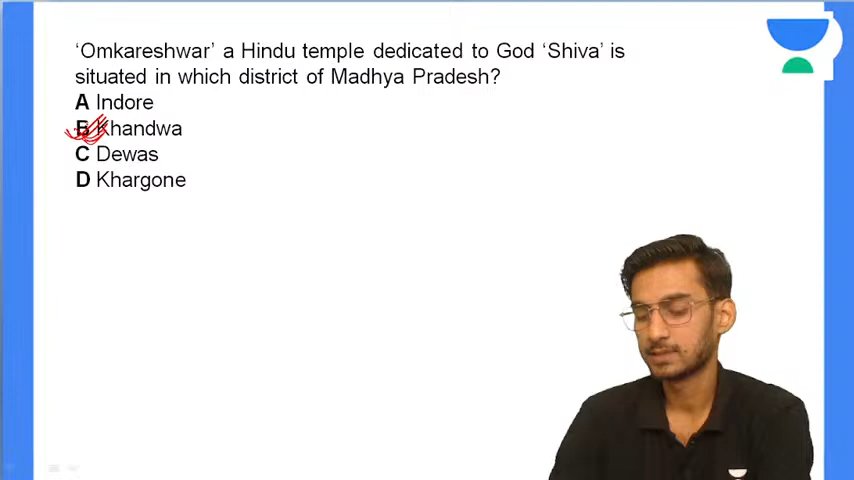 ‘Omkareshwar’ a Hindu temple dedicated to God ‘Shiva’ is
situated in which district of Madhya Pradesh?
A Indore
B Khandwa
C Dewas
D Khargone